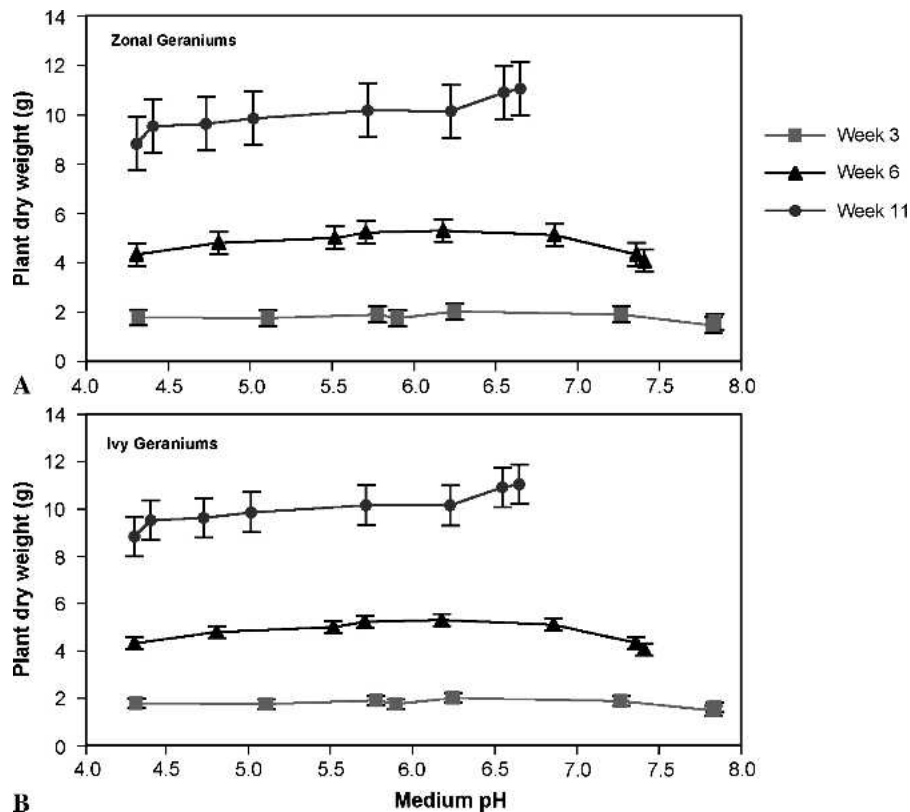 14
Zonal Geraniums
12
10
8
6
4
2
0
Plant dry weight (g)
4.0 4.5 5.0 5.5 6.0 6.5 7.0 7.5 8.0
A
Week 3
Week 6
Week 11
14
Ivy Geraniums
12
10
8
6
4
2
0
Plant dry weight (g)
4.0 4.5 5.0 5.5 6.0 6.5 7.0 7.5 8.0
B
Medium pH